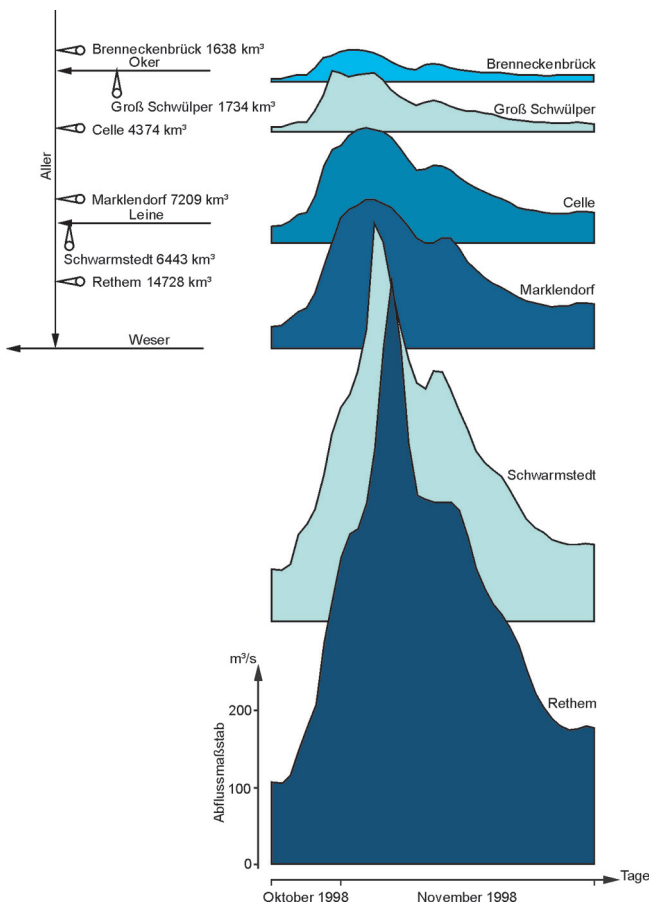 Brenneckenbrück 1638 km³
Oker
Groß Schwülper 1734 km³
Celle 4374 km³
Aller
Marklendorf 7209 km³
Leine
Schwarmstedt 6443 km³
Rethem 14728 km³
Weser
Brenneckenbrück
Groß Schwülper
Celle
Marklendorf
Schwarmstedt
Rethem
m³/s
200
100
0
Abflussmaßstab
Tage
Oktober 1998
November 1998